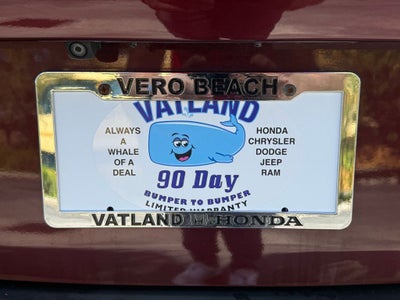 VERO BEACH
VATLAND
ALWAYS
A
WHALE
OF A
DEAL
HONDA
CHRYSLER
DODGE
JEEP
RAM
90 Day
BUMPER TO BUMPER
LIMITED WARRANTY
VATLAND HONDA